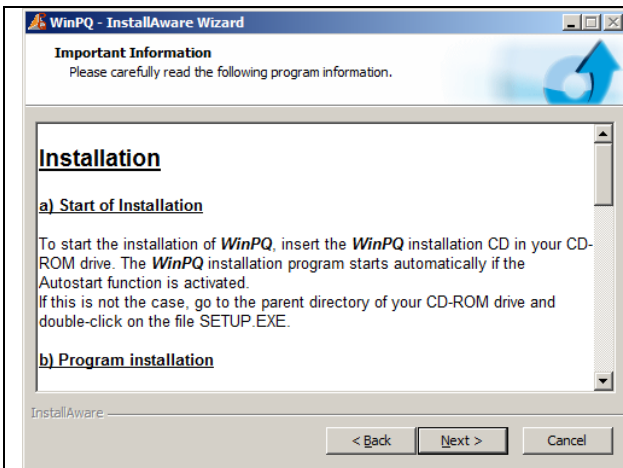 WinPQ - InstallAware Wizard
Important Information
Please carefully read the following program information.
Installation
a) Start of Installation
To start the installation of WinPQ, insert the WinPQ installation CD in your CD-
ROM drive. The WinPQ installation program starts automatically if the
Autostart function is activated.
If this is not the case, go to the parent directory of your CD-ROM drive and
double-click on the file SETUP.EXE.
b) Program installation
InstallAware
< Back
Next >
Cancel